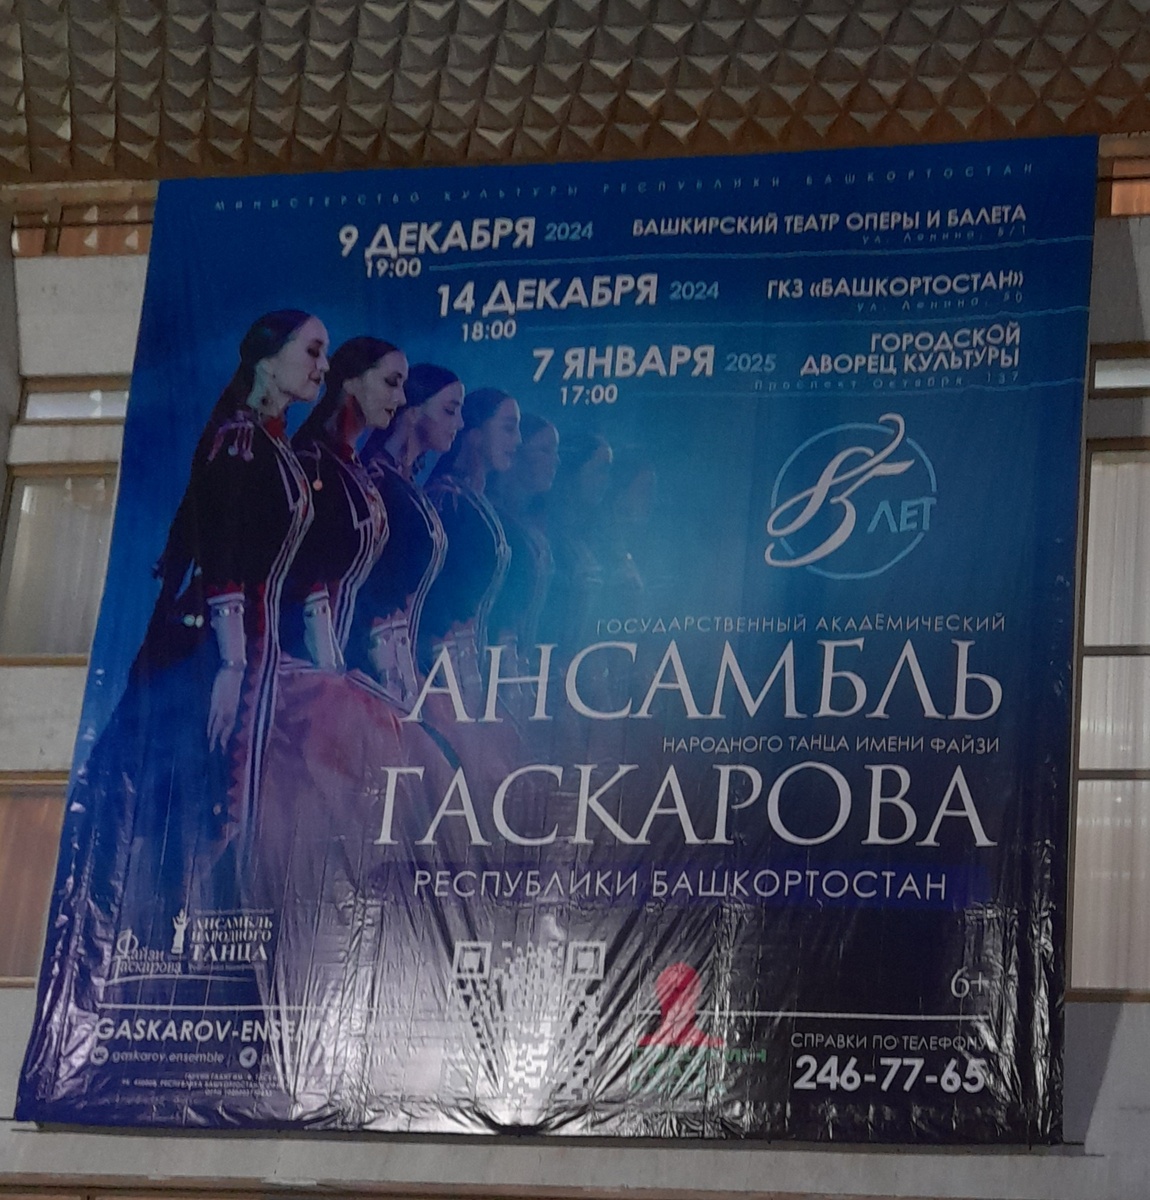 МИНИСТЕРСТВО КУЛЬТУРЫ РЕСПУБЛИКИ БАШКОРТОСТАН
9 ДЕКАБРЯ 2024 БАШКИРСКИЙ ТЕАТР ОПЕРЫ И БАЛЕТА
19:00 ул. Ленина, 5/1
14 ДЕКАБРЯ 2024 ГКЗ «БАШКОРТОСТАН»
18:00 ул. Ленина, 50
7 ЯНВАРЯ 2025 ГОРОДСКОЙ
ДВОРЕЦ КУЛЬТУРЫ
17:00 Проспект Октября, 137
85 ЛЕТ
ГОСУДАРСТВЕННЫЙ АКАДЕМИЧЕСКИЙ
АНСАМБЛЬ
НАРОДНОГО ТАНЦА ИМЕНИ ФАЙЗИ
ГАСКАРОВА
РЕСПУБЛИКИ БАШКОРТОСТАН
АНСАМБЛЬ
НАРОДНОГО
ТАНЦА
Файзи
Гаскарова
6+
GASKAROV-ENSEM
gaskarov.ensemble
СПРАВКИ ПО ТЕЛЕФОНУ
246-77-65